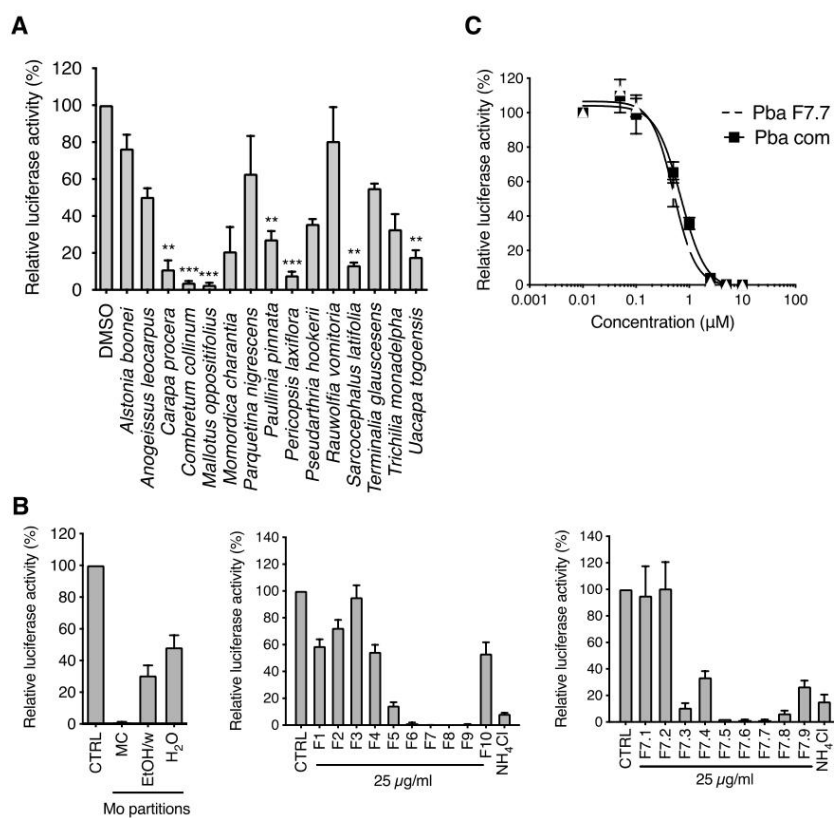 A
Relative luciferase activity (%)
120
100
80
60
40
20
0
DMSO
Alstonia boonei
Anogeissus leocarpus
Carapa procera
Combretum collinum
Mallotus oppositifolius
Momordica charantia
Parquetina nigrescens
Paullinia pinnata
Pericopsis laxiflora
Pseudarthria hookerii
Rauwolfia vomitoria
Sarcocephalus latifolia
Terminalia glauscesens
Trichilia monadelpha
Uacapa togoensis
**
***
***
**
***
**
**
C
Relative luciferase activity (%)
120
100
80
60
40
20
0
0.001
0.01
0.1
1
10
100
Concentration (µM)
Pba F7.7
Pba com
B
Relative luciferase activity (%)
120
100
80
60
40
20
0
CTRL
MC
EtOH/w
H2O
Mo partitions
Relative luciferase activity (%)
140
120
100
80
60
40
20
0
CTRL
F1
F2
F3
F4
F5
F6
F7
F8
F9
F10
NH4Cl
25 µg/ml
Relative luciferase activity (%)
140
120
100
80
60
40
20
0
CTRL
F7.1
F7.2
F7.3
F7.4
F7.5
F7.6
F7.7
F7.8
F7.9
NH4Cl
25 µg/ml